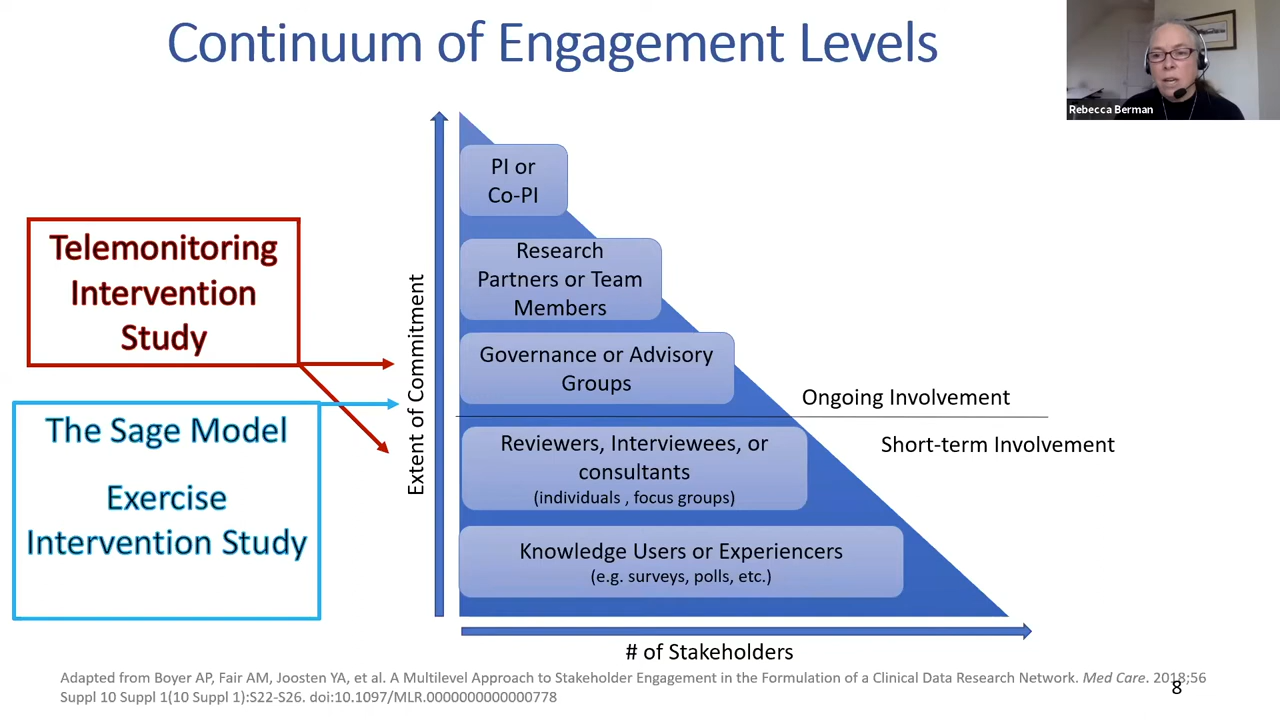 Continuum of Engagement Levels
Rebecca Berman
PI or
Co-PI
Research
Partners or Team
Members
Governance or Advisory
Groups
Reviewers, Interviewees, or
consultants
(individuals , focus groups)
Knowledge Users or Experiencers
(e.g. surveys, polls, etc.)
Telemonitoring
Intervention
Study
The Sage Model
Exercise
Intervention Study
Extent of Commitment
Ongoing Involvement
Short-term Involvement
# of Stakeholders
Adapted from Boyer AP, Fair AM, Joosten YA, et al. A Multilevel Approach to Stakeholder Engagement in the Formulation of a Clinical Data Research Network. Med Care. 2018;56
Suppl 10 Suppl 1(10 Suppl 1):S22-S26. doi:10.1097/MLR.0000000000000778
8